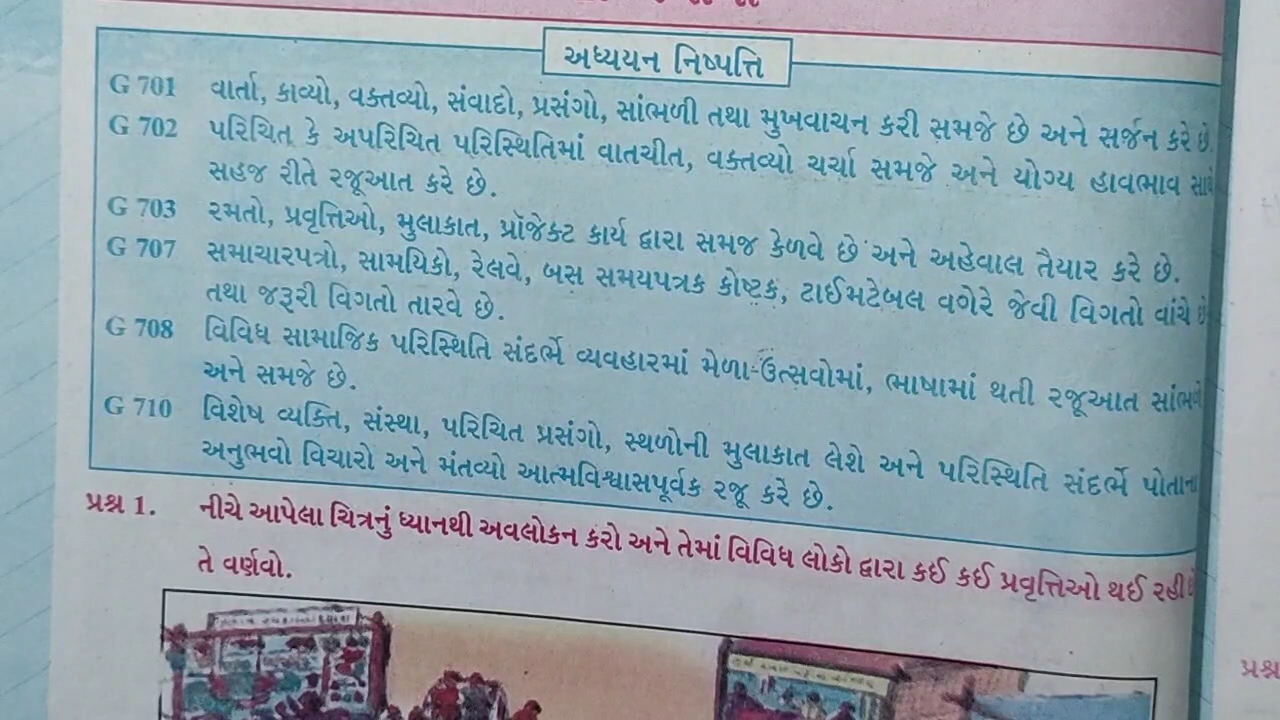 અધ્યયન નિષ્પત્તિ
G 701 વાર્તા, કાવ્યો, વક્તવ્યો, સંવાદો, પ્રસંગો, સાંભળી તથા મુખવાચન કરી સમજે છે અને સર્જન કરે છે.
G 702 પરિચિત કે અપરિચિત પરિસ્થિતિમાં વાતચીત, વક્તવ્યો ચર્ચા સમજે અને યોગ્ય હાવભાવ
સહજ રીતે રજૂઆત કરે છે.
G 703 રમતો, પ્રવૃત્તિઓ, મુલાકાત, પ્રૉજેક્ટ કાર્ય દ્વારા સમજ કેળવે છે અને અહેવાલ તૈયાર કરે છે.
G 707 સમાચારપત્રો, સામયિકો, રેલવે, બસ સમયપત્રક કોષ્ટક, ટાઈમટેબલ વગેરે જેવી વિગતો વાંચે છે
તથા જરૂરી વિગતો તારવે છે.
G 708 વિવિધ સામાજિક પરિસ્થિતિ સંદર્ભે વ્યવહારમાં મેળા-ઉત્સવોમાં, ભાષામાં થતી રજૂઆત સાંભળે
અને સમજે છે.
G 710 વિશેષ વ્યક્તિ, સંસ્થા, પરિચિત પ્રસંગો, સ્થળોની મુલાકાત લેશે અને પરિસ્થિતિ સંદર્ભે પોતાના
અનુભવો વિચારો અને મંતવ્યો આત્મવિશ્વાસપૂર્વક રજૂ કરે છે.
પ્રશ્ન 1. નીચે આપેલા ચિત્રનું ધ્યાનથી અવલોકન કરો અને તેમાં વિવિધ લોકો દ્વારા કઈ કઈ પ્રવૃત્તિઓ થઈ રહી છે
તે વર્ણવો.
પ્રશ્ન